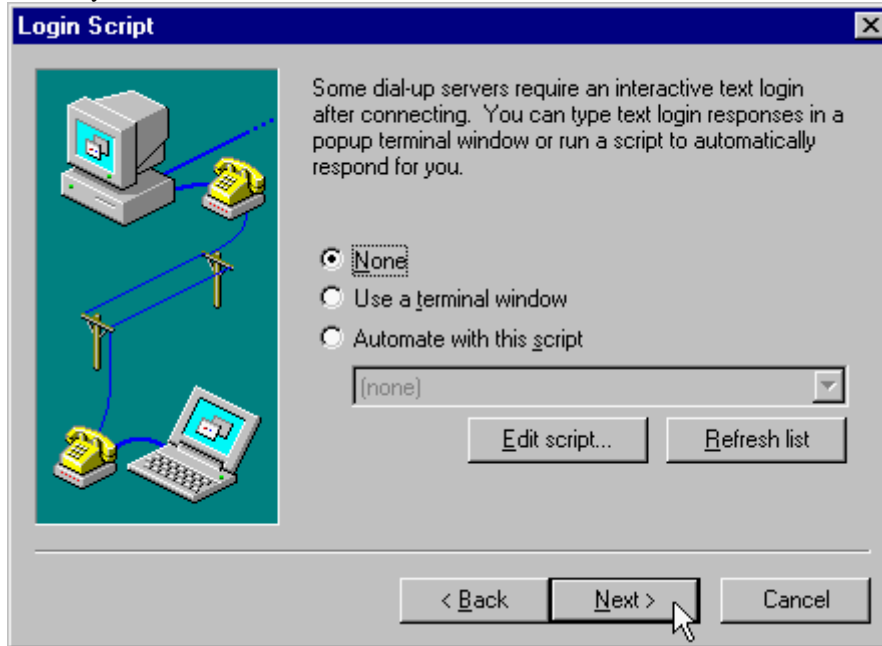 Login Script
Some dial-up servers require an interactive text login
after connecting. You can type text login responses in a
popup terminal window or run a script to automatically
respond for you.
None
Use a terminal window
Automate with this script
(none)
Edit script... Refresh list
< Back Next > Cancel